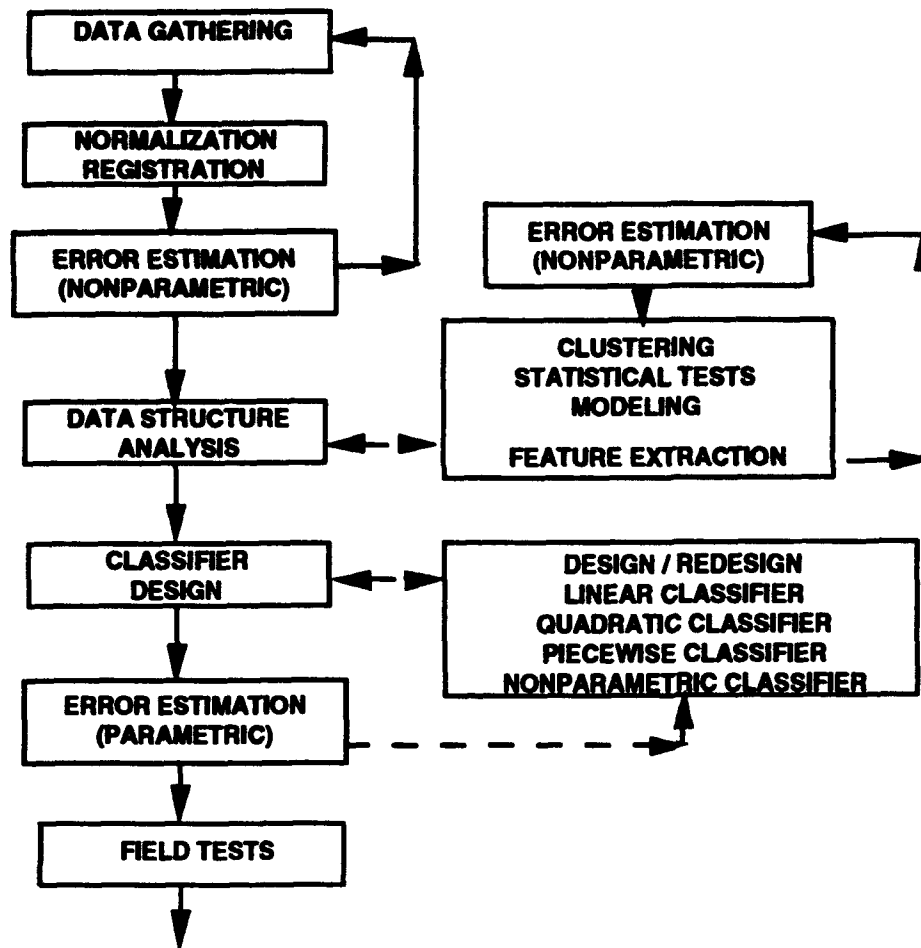 DATA GATHERING
NORMALIZATION
REGISTRATION
ERROR ESTIMATION
(NONPARAMETRIC)
DATA STRUCTURE
ANALYSIS
CLASSIFIER
DESIGN
ERROR ESTIMATION
(PARAMETRIC)
FIELD TESTS
ERROR ESTIMATION
(NONPARAMETRIC)
CLUSTERING
STATISTICAL TESTS
MODELING
FEATURE EXTRACTION
DESIGN / REDESIGN
LINEAR CLASSIFIER
QUADRATIC CLASSIFIER
PIECEWISE CLASSIFIER
NONPARAMETRIC CLASSIFIER